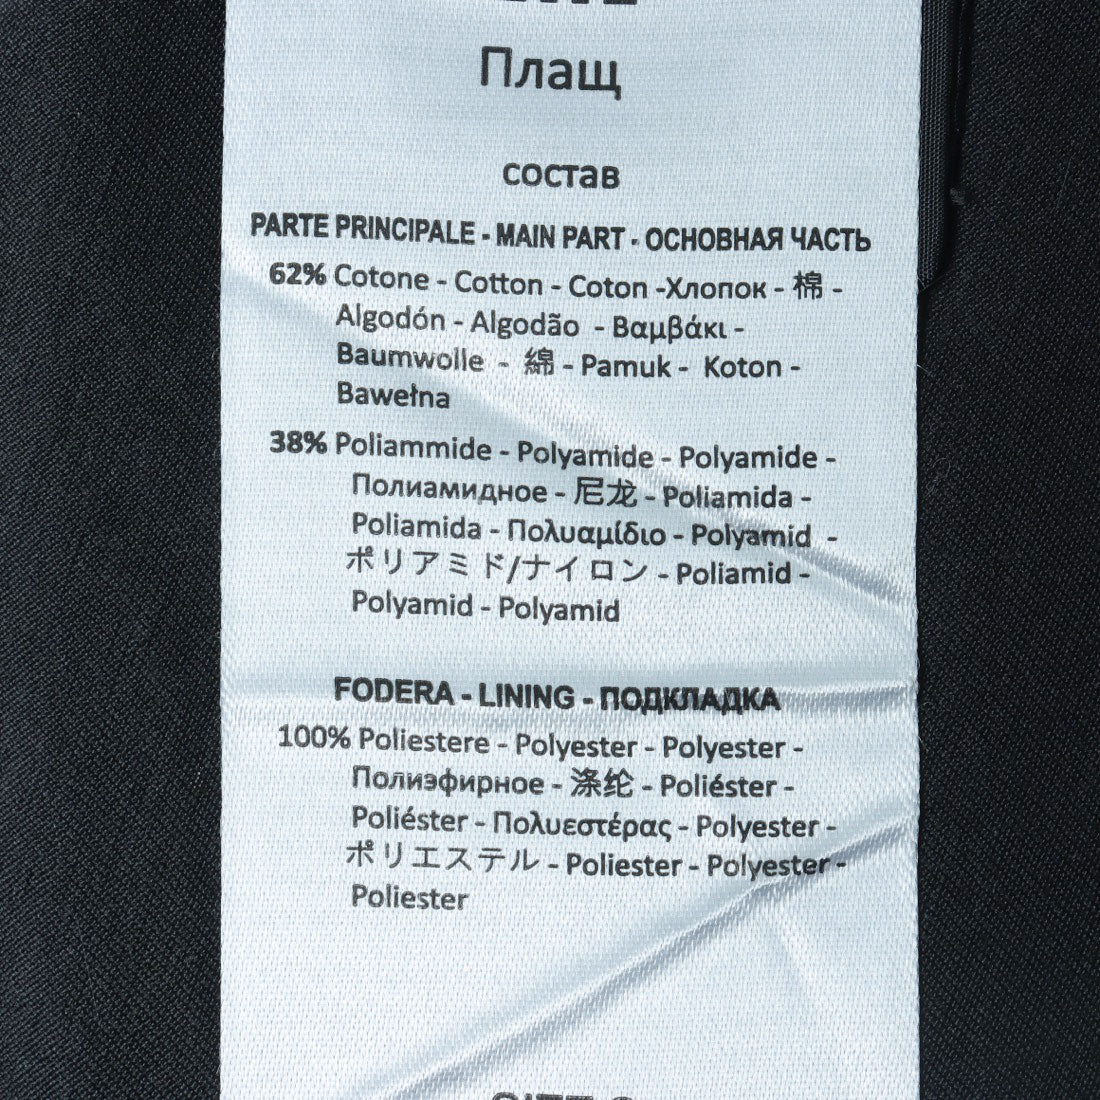 Плащ
состав
PARTE PRINCIPALE - MAIN PART - ОСНОВНАЯ ЧАСТЬ
62% Cotone - Cotton - Coton -Хлопок - 棉 -
Algodón - Algodão - Βαμβάκι -
Baumwolle - 綿 - Pamuk - Koton -
Bawełna
38% Poliammide - Polyamide - Polyamide -
Полиамидное - 尼龙 - Poliamida -
Poliamida - Πολυαμίδιο - Polyamid -
ポリアミド/ナイロン - Poliamid -
Polyamid - Polyamid
FODERA - LINING - ПОДКЛАДКА
100% Poliestere - Polyester - Polyester -
Полиэфирное - 涤纶 - Poliéster -
Poliéster - Πολυεστέρας - Polyester -
ポリエステル - Poliester - Polyester -
Poliester